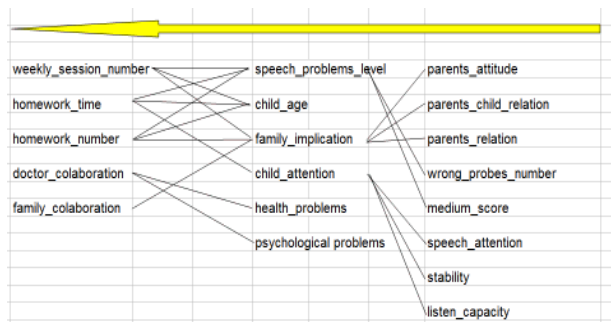 weekly_session_number speech_problems_level parents_attitude
homework_time child_age parents_child_relation
homework_number family_implication parents_relation
doctor_colaboration child_attention wrong_probes_number
family_colaboration health_problems medium_score
psychological problems speech_attention
stability
listen_capacity